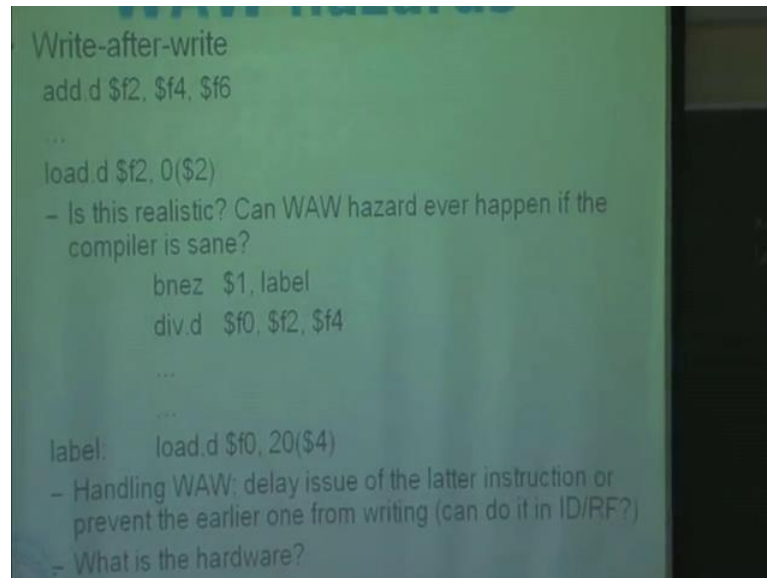 WAW hazards
Write-after-write
add.d $f2, $f4, $f6
...
load.d $f2, 0($2)
– Is this realistic? Can WAW hazard ever happen if the
compiler is sane?
bnez $1, label
div.d $f0, $f2, $f4
...
...
label: load.d $f0, 20($4)
– Handling WAW: delay issue of the latter instruction or
prevent the earlier one from writing (can do it in ID/RF?)
– What is the hardware?